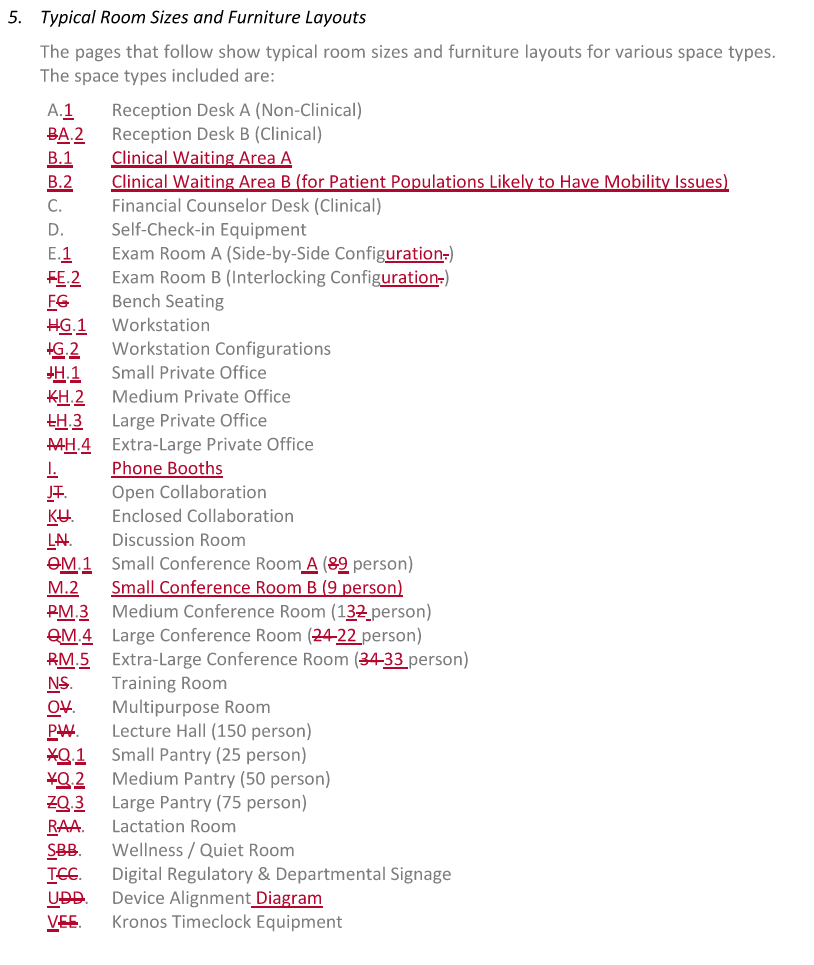 5. Typical Room Sizes and Furniture Layouts
The pages that follow show typical room sizes and furniture layouts for various space types.
The space types included are:
A.1 Reception Desk A (Non-Clinical)
BA.2 Reception Desk B (Clinical)
B.1 Clinical Waiting Area A
B.2 Clinical Waiting Area B (for Patient Populations Likely to Have Mobility Issues)
C. Financial Counselor Desk (Clinical)
D. Self-Check-in Equipment
E.1 Exam Room A (Side-by-Side Configuration.)
FE.2 Exam Room B (Interlocking Configuration.)
FG Bench Seating
HG.1 Workstation
IG.2 Workstation Configurations
JH.1 Small Private Office
KH.2 Medium Private Office
LH.3 Large Private Office
MH.4 Extra-Large Private Office
I. Phone Booths
JT. Open Collaboration
KU. Enclosed Collaboration
LN. Discussion Room
OM.1 Small Conference Room A (89 person)
M.2 Small Conference Room B (9 person)
PM.3 Medium Conference Room (132 person)
QM.4 Large Conference Room (24 22 person)
RM.5 Extra-Large Conference Room (34 33 person)
NS. Training Room
OV. Multipurpose Room
PW. Lecture Hall (150 person)
XQ.1 Small Pantry (25 person)
YQ.2 Medium Pantry (50 person)
ZQ.3 Large Pantry (75 person)
RAA. Lactation Room
SBB. Wellness / Quiet Room
TCC. Digital Regulatory & Departmental Signage
UDD. Device Alignment Diagram
VEE. Kronos Timeclock Equipment